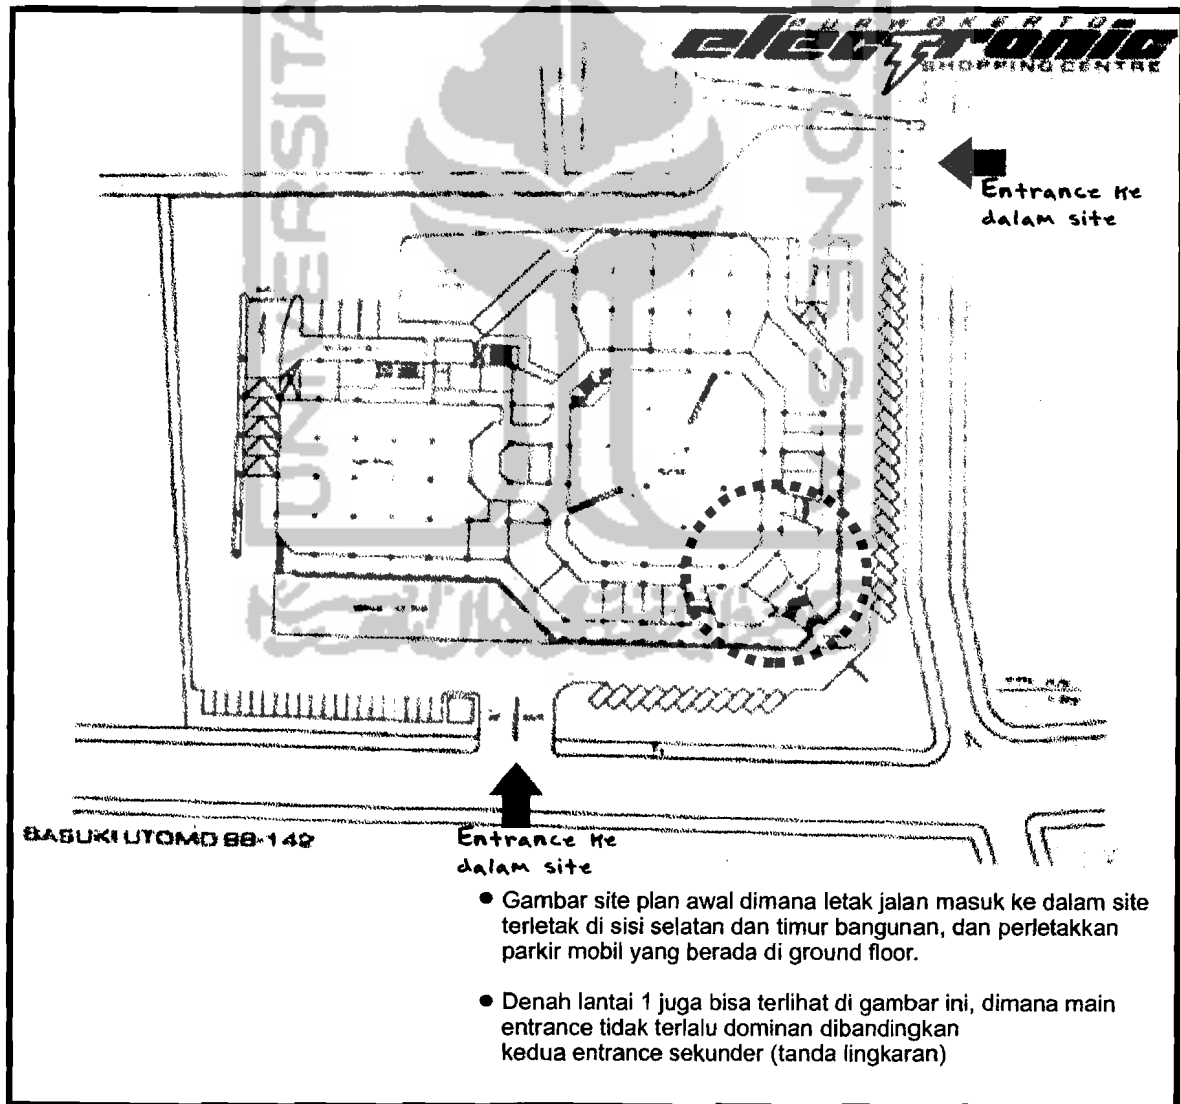 PURWOKERTO
electronic
SHOPPING CENTRE
UNIVERSITA
Entrance ke
dalam site
BASUKI UTOMO 88-142
Entrance ke
dalam site
• Gambar site plan awal dimana letak jalan masuk ke dalam site
terletak di sisi selatan dan timur bangunan, dan perletakkan
parkir mobil yang berada di ground floor.
• Denah lantai 1 juga bisa terlihat di gambar ini, dimana main
entrance tidak terlalu dominan dibandingkan
kedua entrance sekunder (tanda lingkaran)